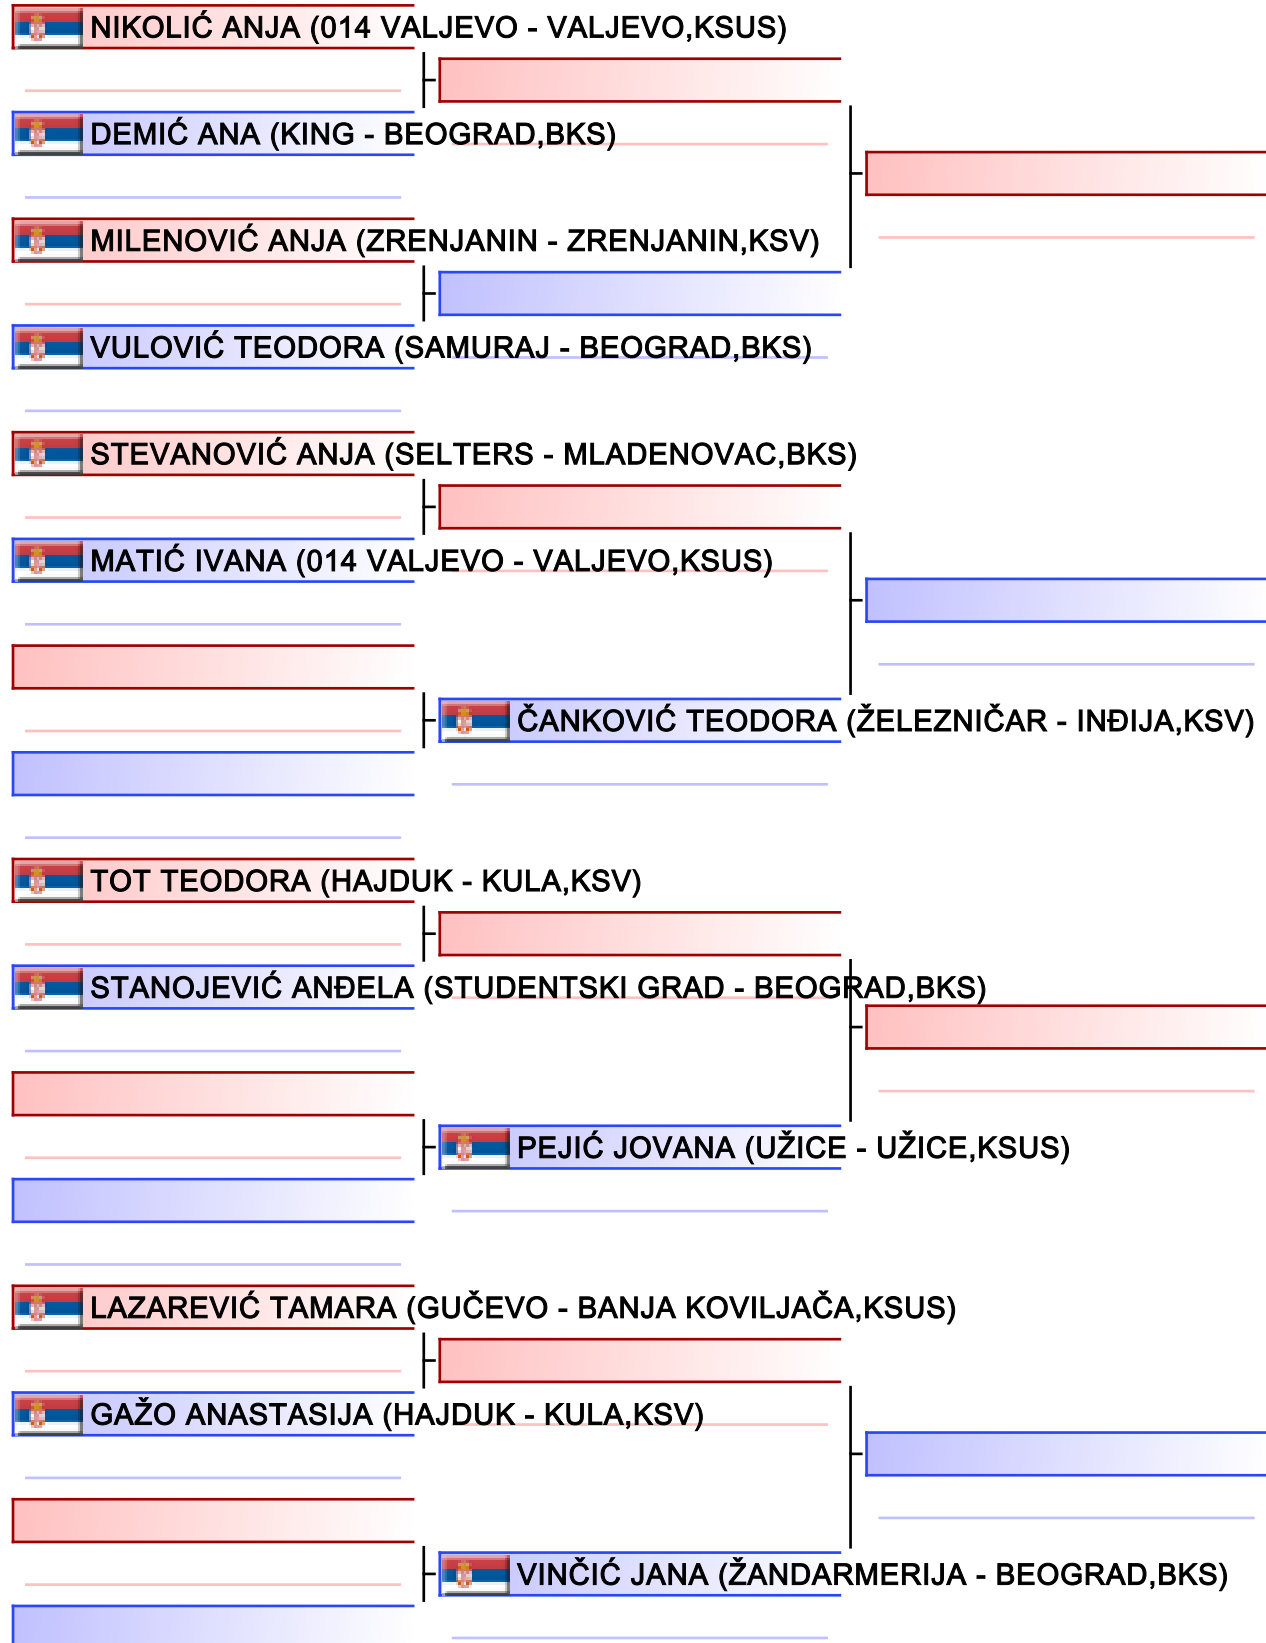 NIKOLIĆ ANJA (014 VALJEVO - VALJEVO,KSUS)
DEMIĆ ANA (KING - BEOGRAD,BKS)
MILENOVIĆ ANJA (ZRENJANIN - ZRENJANIN,KSV)
VULOVIĆ TEODORA (SAMURAJ - BEOGRAD,BKS)
STEVANOVIĆ ANJA (SELTERS - MLADENOVAC,BKS)
MATIĆ IVANA (014 VALJEVO - VALJEVO,KSUS)
ČANKOVIĆ TEODORA (ŽELEZNIČAR - INĐIJA,KSV)
TOT TEODORA (HAJDUK - KULA,KSV)
STANOJEVIĆ ANĐELA (STUDENTSKI GRAD - BEOGRAD,BKS)
PEJIĆ JOVANA (UŽICE - UŽICE,KSUS)
LAZAREVIĆ TAMARA (GUČEVO - BANJA KOVILJAČA,KSUS)
GAŽO ANASTASIJA (HAJDUK - KULA,KSV)
VINČIĆ JANA (ŽANDARMERIJA - BEOGRAD,BKS)